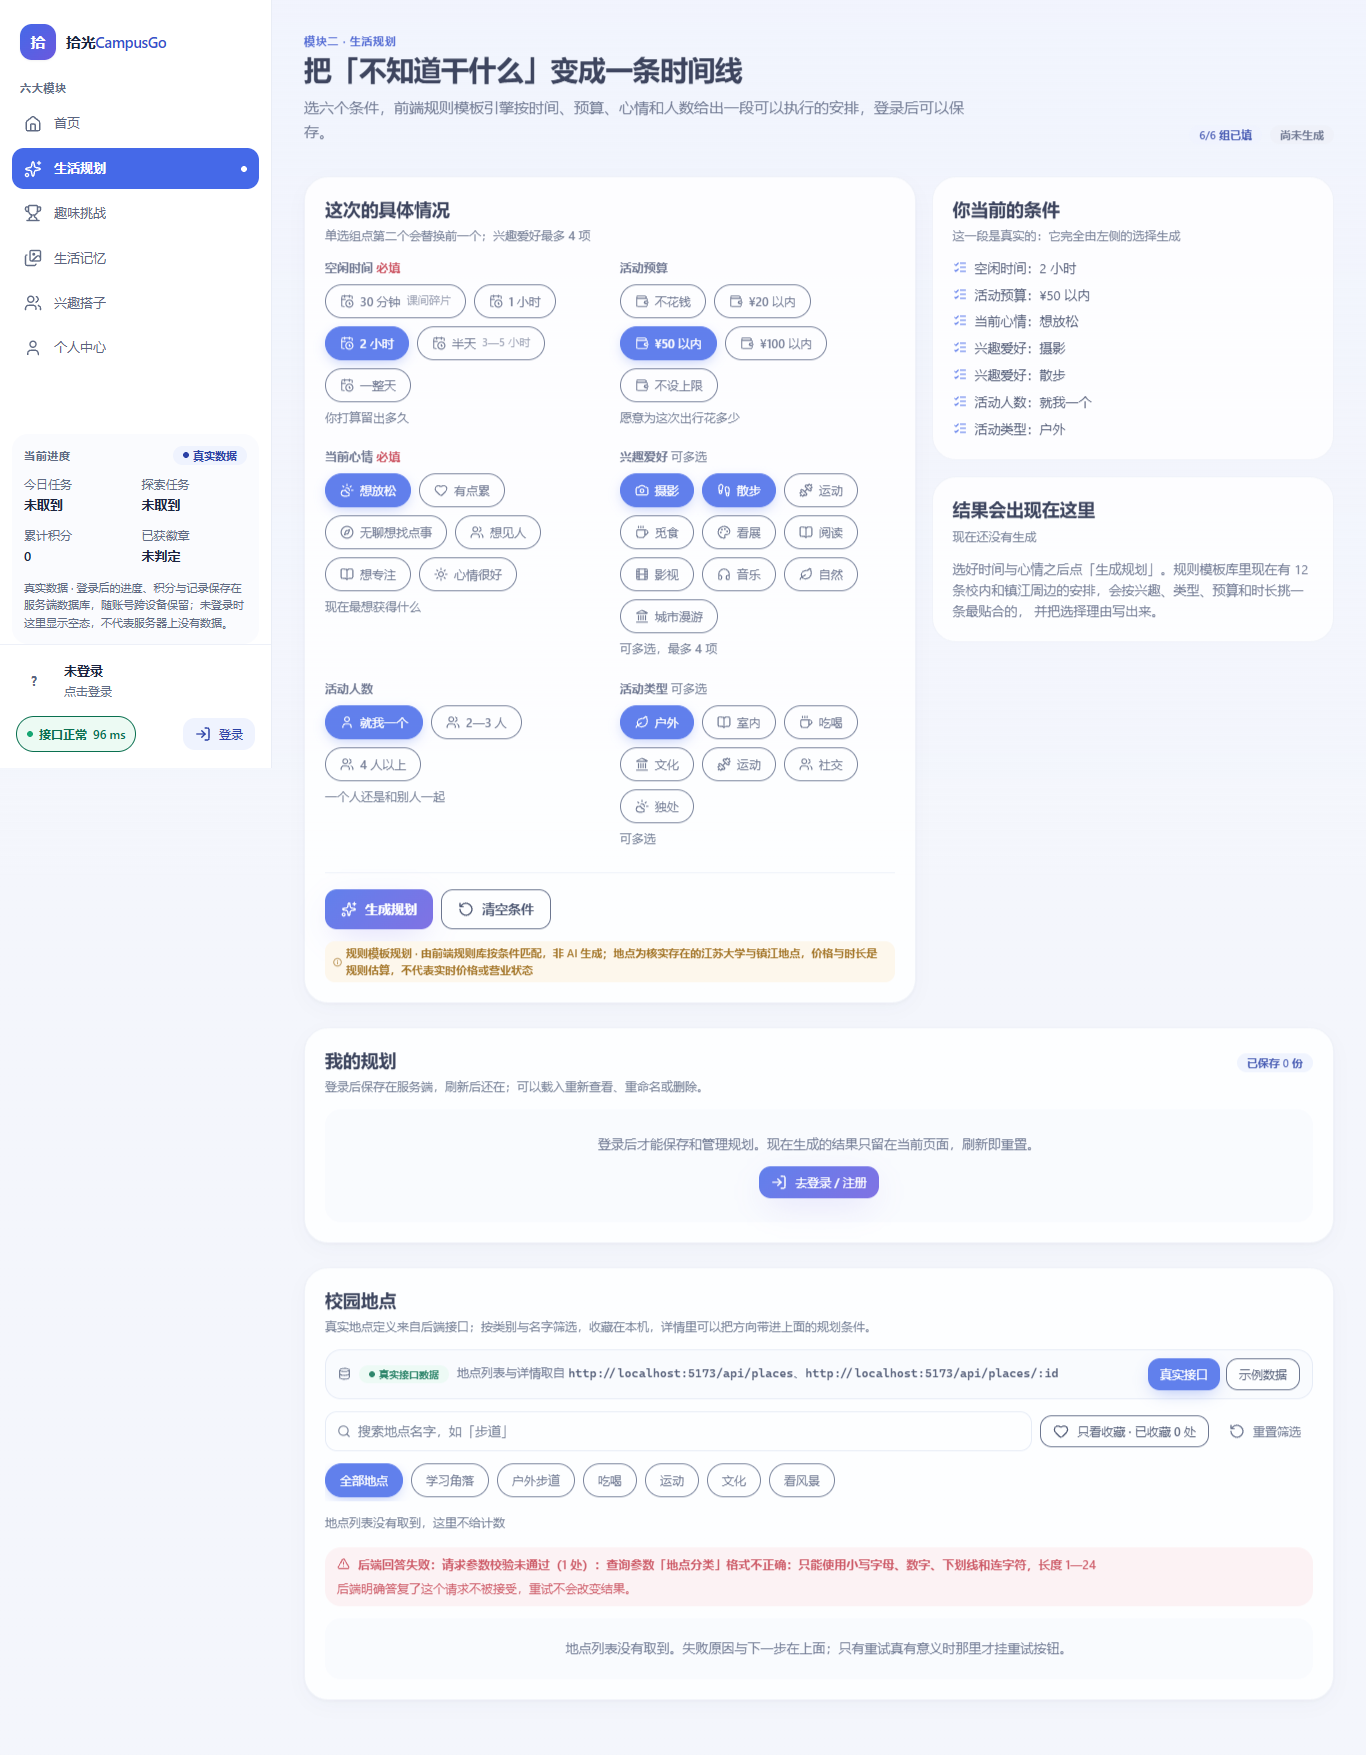 拾 拾光CampusGo
六大模块
首页
生活规划
趣味挑战
生活记忆
兴趣搭子
个人中心
当前进度 真实数据
今日任务 探索任务
未取到 未取到
累计积分 已获徽章
0 未判定
真实数据 · 登录后的进度、积分与记录保存在
服务端数据库，随账号跨设备保留；未登录时
这里显示空态，不代表服务器上没有数据。
? 未登录
点击登录
接口正常 96 ms 登录
模块二 · 生活规划
把「不知道干什么」变成一条时间线
选六个条件，前端规则模板引擎按时间、预算、心情和人数给出一段可以执行的安排，登录后可以保
存。
6/6 组已填 尚未生成
这次的具体情况
单选组点第二个会替换前一个；兴趣爱好最多 4 项
空闲时间 必填
30 分钟 课间碎片 1 小时
2 小时 半天 3—5 小时
一整天
你打算留出多久
活动预算
不花钱 ¥20 以内
¥50 以内 ¥100 以内
不设上限
愿意为这次出行花多少
当前心情 必填
想放松 有点累
无聊想找点事 想见人
想专注 心情很好
现在最想获得什么
兴趣爱好 可多选
摄影 散步 运动
觅食 看展 阅读
影视 音乐 自然
城市漫游
可多选，最多 4 项
活动人数
就我一个 2—3 人
4 人以上
一个人还是和别人一起
活动类型 可多选
户外 室内 吃喝
文化 运动 社交
独处
可多选
生成规划 清空条件
规则模板规划 · 由前端规则库按条件匹配，非 AI 生成；地点为核实存在的江苏大学与镇江地点，价格与时长是
规则估算，不代表实时价格或营业状态
你当前的条件
这一段是真实的：它完全由左侧的选择生成
空闲时间：2 小时
活动预算：¥50 以内
当前心情：想放松
兴趣爱好：摄影
兴趣爱好：散步
活动人数：就我一个
活动类型：户外
结果会出现在这里
现在还没有生成
选好时间与心情之后点「生成规划」。规则模板库里现在有 12
条校内和镇江周边的安排，会按兴趣、类型、预算和时长挑一
条最贴合的， 并把选择理由写出来。
我的规划 已保存 0 份
登录后保存在服务端，刷新后还在；可以载入重新查看、重命名或删除。
登录后才能保存和管理规划。现在生成的结果只留在当前页面，刷新即重置。
去登录 / 注册
校园地点
真实地点定义来自后端接口；按类别与名字筛选，收藏在本机，详情里可以把方向带进上面的规划条件。
真实接口数据 地点列表与详情取自 http://localhost:5173/api/places、http://localhost:5173/api/places/:id 真实接口 示例数据
搜索地点名字，如「步道」 只看收藏 · 已收藏 0 处 重置筛选
全部地点 学习角落 户外步道 吃喝 运动 文化 看风景
地点列表没有取到，这里不给计数
后端回答失败：请求参数校验未通过（1 处）：查询参数「地点分类」格式不正确：只能使用小写字母、数字、下划线和连字符，长度 1—24
后端明确答复了这个请求不被接受，重试不会改变结果。
地点列表没有取到。失败原因与下一步在上面；只有重试真有意义时那里才挂重试按钮。